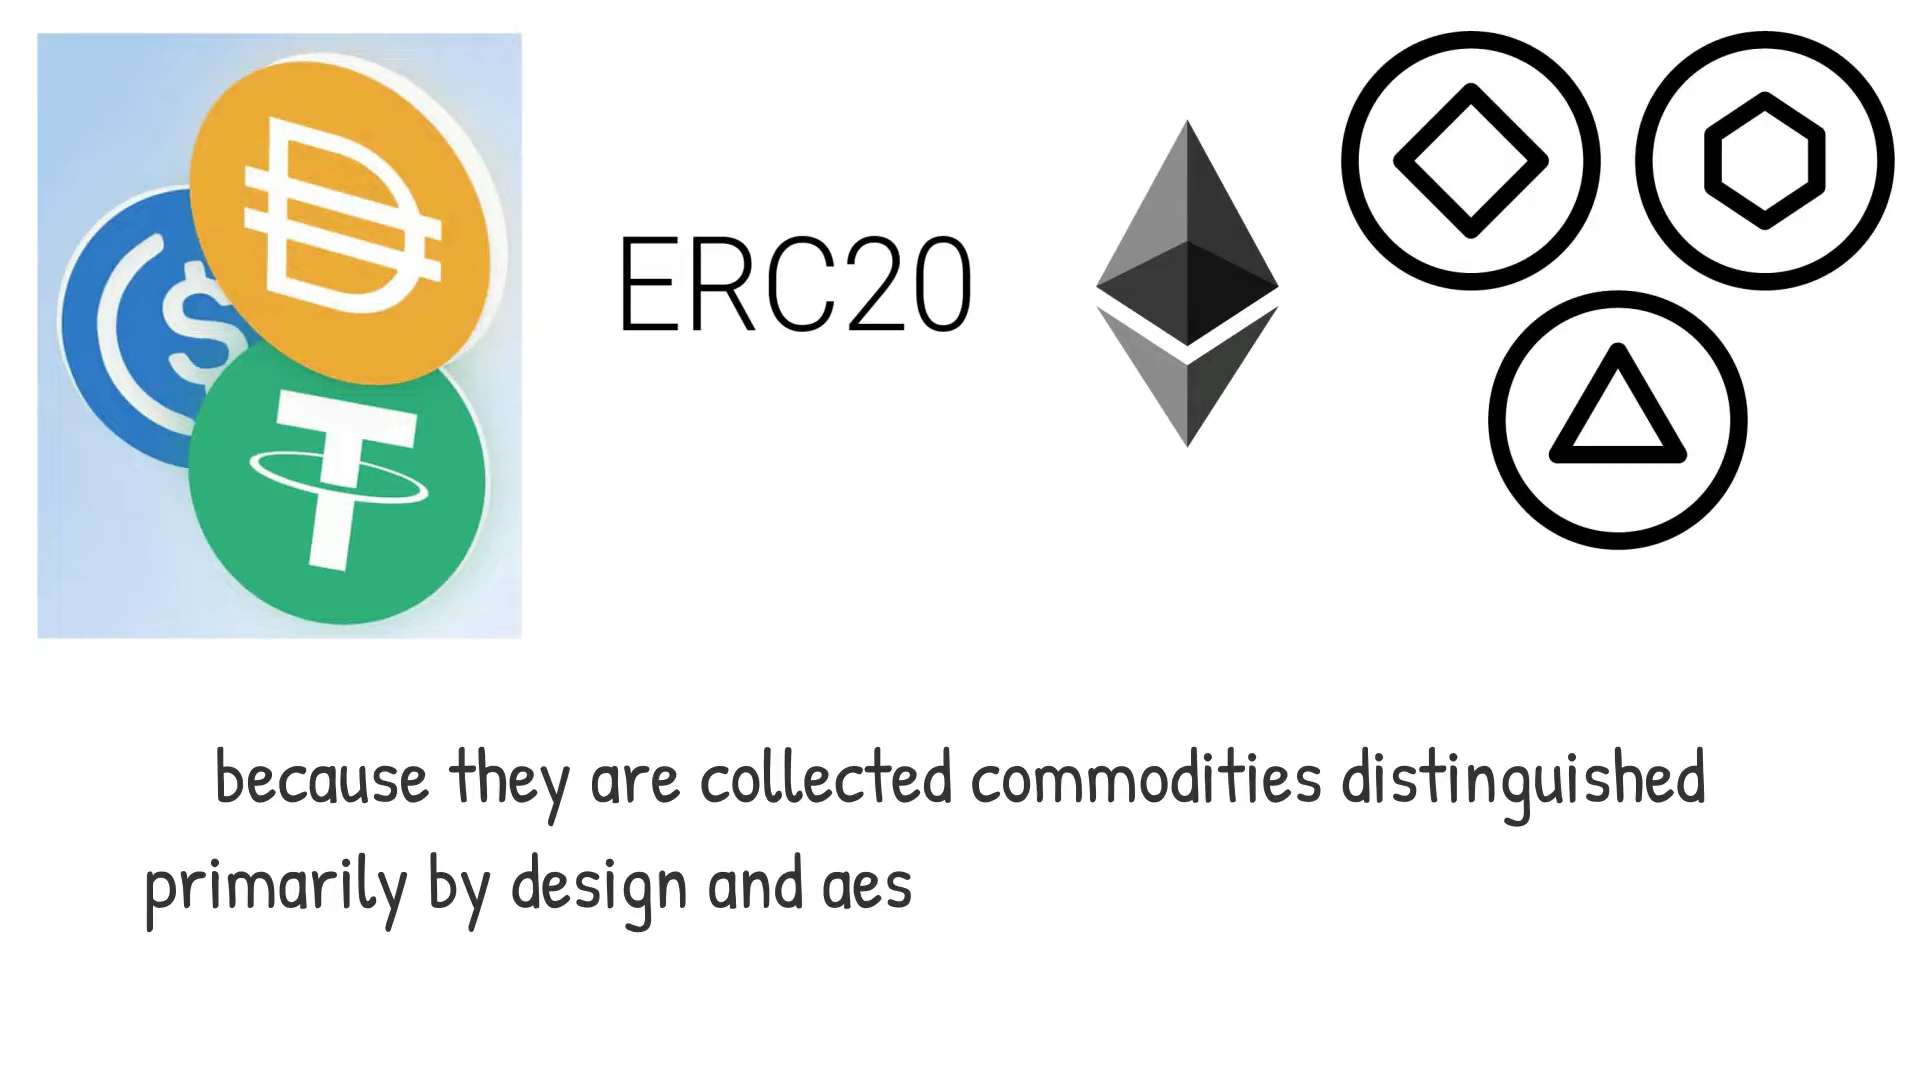 ERC20
because they are collected commodities distinguished
primarily by design and aes